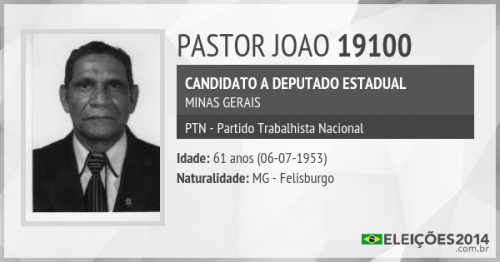 PASTOR JOAO 19100
CANDIDATO A DEPUTADO ESTADUAL
MINAS GERAIS
PTN - Partido Trabalhista Nacional
Idade: 61 anos (06-07-1953)
Naturalidade: MG - Felisburgo
ELEIÇÕES2014
.com.br